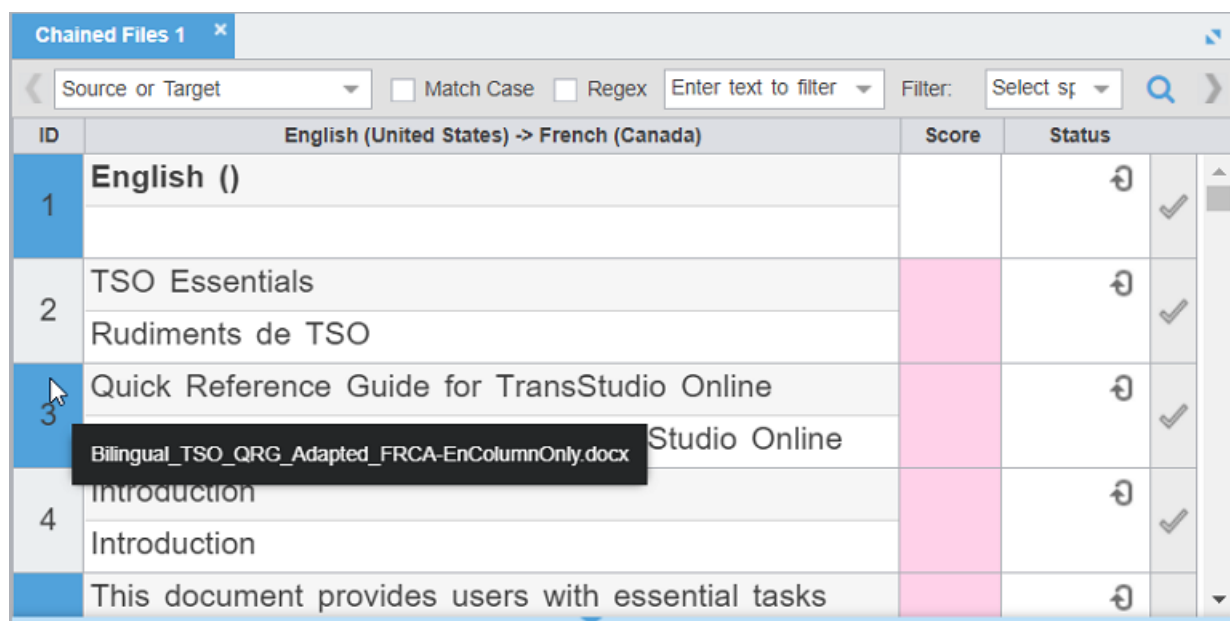 Chained Files 1 ×
Source or Target Match Case Regex Enter text to filter Filter: Select
ID English (United States) -> French (Canada) Score Status
1
English ()
2
TSO Essentials
Rudiments de TSO
3
Quick Reference Guide for TransStudio Online
Studio Online
Bilingual_TSO_QRG_Adapted_FRCA-EnColumnOnly.docx
4
Introduction
Introduction
This document provides users with essential tasks